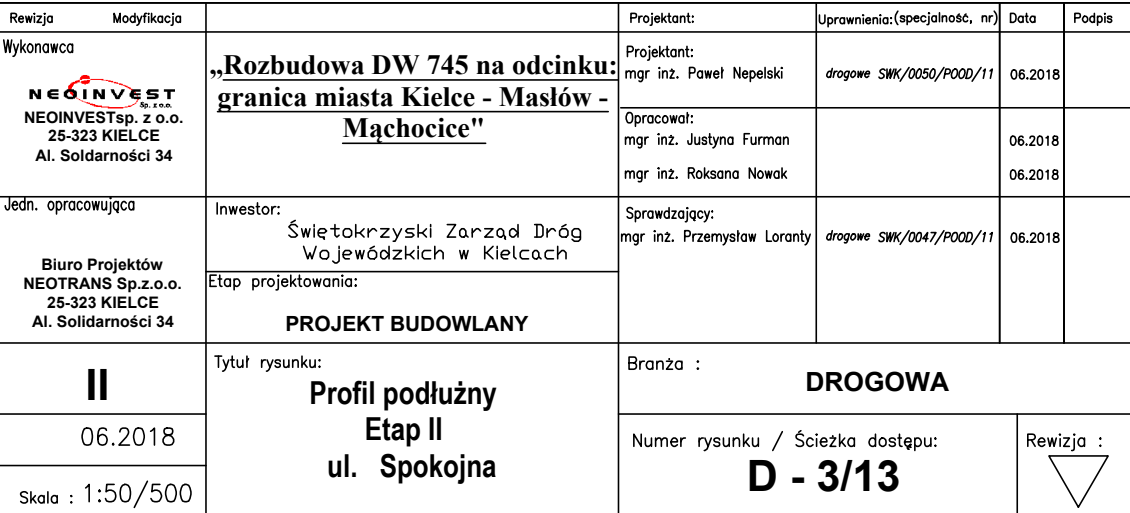 Rewizja Modyfikacja
Projektant: Uprawnienia:(specjalność, nr) Data Podpis
Wykonawca
NEOINVEST
Sp. z o.o.
NEOINVESTsp. z o.o.
25-323 KIELCE
Al. Soldarności 34
„Rozbudowa DW 745 na odcinku:
granica miasta Kielce - Masłów -
Mąchocice"
Projektant:
mgr inż. Paweł Nepelski drogowe SWK/0050/POOD/11 06.2018
Opracował:
mgr inż. Justyna Furman 06.2018
mgr inż. Roksana Nowak 06.2018
Jedn. opracowująca
Biuro Projektów
NEOTRANS Sp.z.o.o.
25-323 KIELCE
Al. Solidarności 34
Inwestor:
Świętokrzyski Zarząd Dróg
Wojewódzkich w Kielcach
Etap projektowania:
PROJEKT BUDOWLANY
Sprawdzający:
mgr inż. Przemysław Loranty drogowe SWK/0047/POOD/11 06.2018
II
06.2018
Skala : 1:50/500
Tytuł rysunku:
Profil podłużny
Etap II
ul. Spokojna
Branża :
DROGOWA
Numer rysunku / Ścieżka dostępu:
D - 3/13
Rewizja :